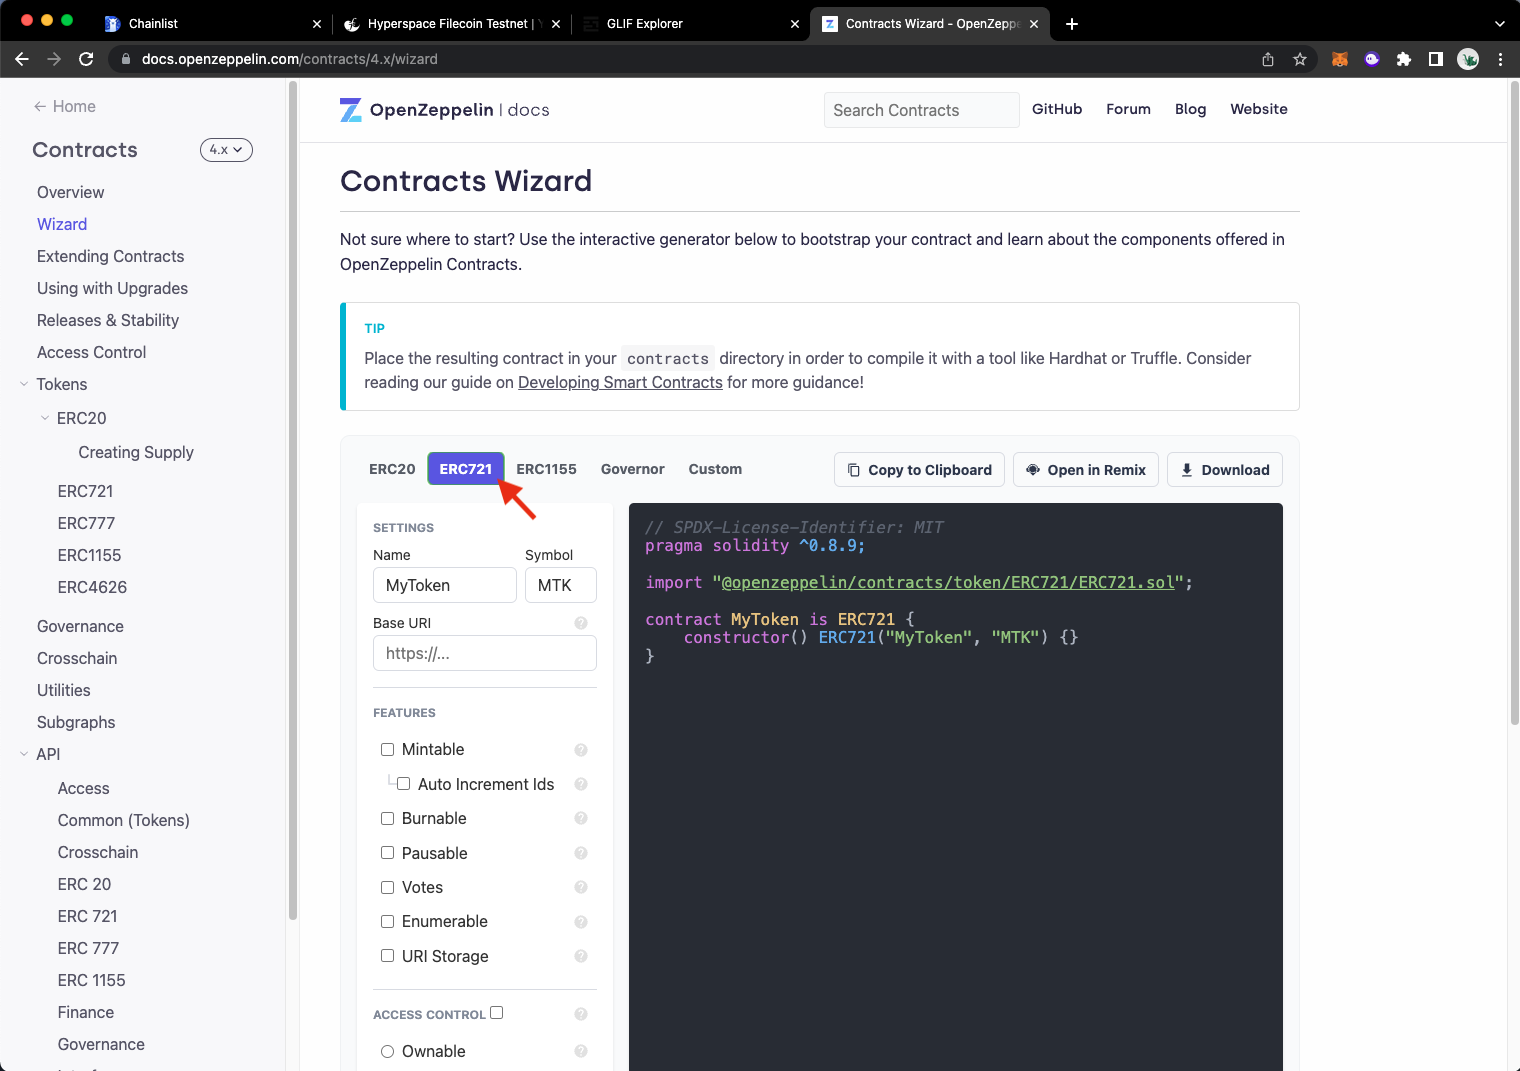 Chainlist
Hyperspace Filecoin Testnet |
GLIF Explorer
Contracts Wizard - OpenZeppe
docs.openzeppelin.com/contracts/4.x/wizard
← Home
Contracts
4.x
Overview
Wizard
Extending Contracts
Using with Upgrades
Releases & Stability
Access Control
Tokens
ERC20
Creating Supply
ERC721
ERC777
ERC1155
ERC4626
Governance
Crosschain
Utilities
Subgraphs
API
Access
Common (Tokens)
Crosschain
ERC 20
ERC 721
ERC 777
ERC 1155
Finance
Governance
OpenZeppelin | docs
Search Contracts
GitHub
Forum
Blog
Website
Contracts Wizard
Not sure where to start? Use the interactive generator below to bootstrap your contract and learn about the components offered in
OpenZeppelin Contracts.
TIP
Place the resulting contract in your contracts directory in order to compile it with a tool like Hardhat or Truffle. Consider
reading our guide on Developing Smart Contracts for more guidance!
ERC20
ERC721
ERC1155
Governor
Custom
Copy to Clipboard
Open in Remix
Download
SETTINGS
Name
Symbol
MyToken
MTK
Base URI
?
https://...
FEATURES
Mintable ?
Auto Increment Ids ?
Burnable ?
Pausable ?
Votes ?
Enumerable ?
URI Storage ?
ACCESS CONTROL ?
Ownable ?
// SPDX-License-Identifier: MIT
pragma solidity ^0.8.9;
import "@openzeppelin/contracts/token/ERC721/ERC721.sol";
contract MyToken is ERC721 {
constructor() ERC721("MyToken", "MTK") {}
}